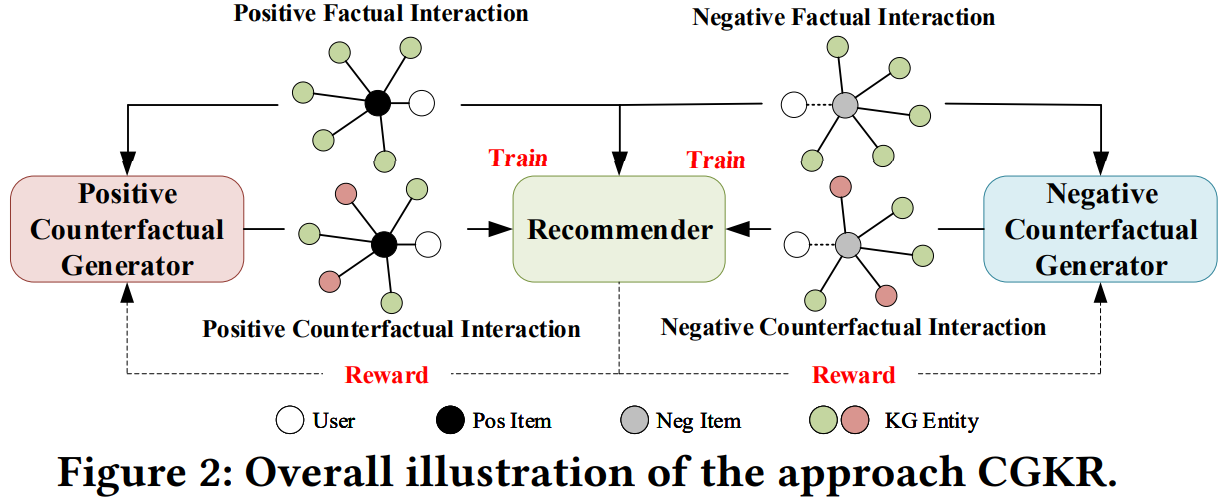 Positive Factual Interaction
Negative Factual Interaction
Train
Train
Positive
Counterfactual
Generator
Recommender
Negative
Counterfactual
Generator
Positive Counterfactual Interaction
Negative Counterfactual Interaction
Reward
Reward
User
Pos Item
Neg Item
KG Entity
Figure 2: Overall illustration of the approach CGKR.